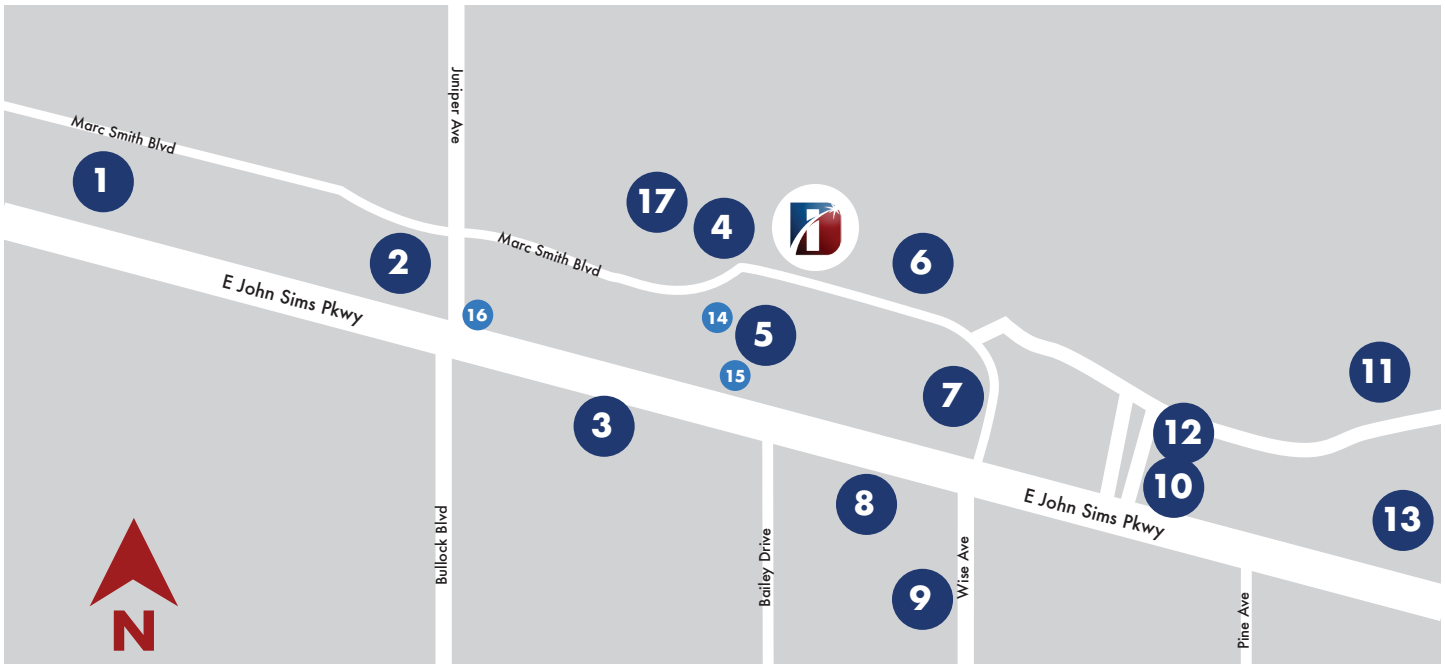 Juniper Ave
Marc Smith Blvd
1
17
4
2
Marc Smith Blvd
6
E John Sims Pkwy
16
14
5
15
11
7
3
12
10
8
E John Sims Pkwy
13
Bullock Blvd
Bailey Drive
Wise Ave
9
Pine Ave
N